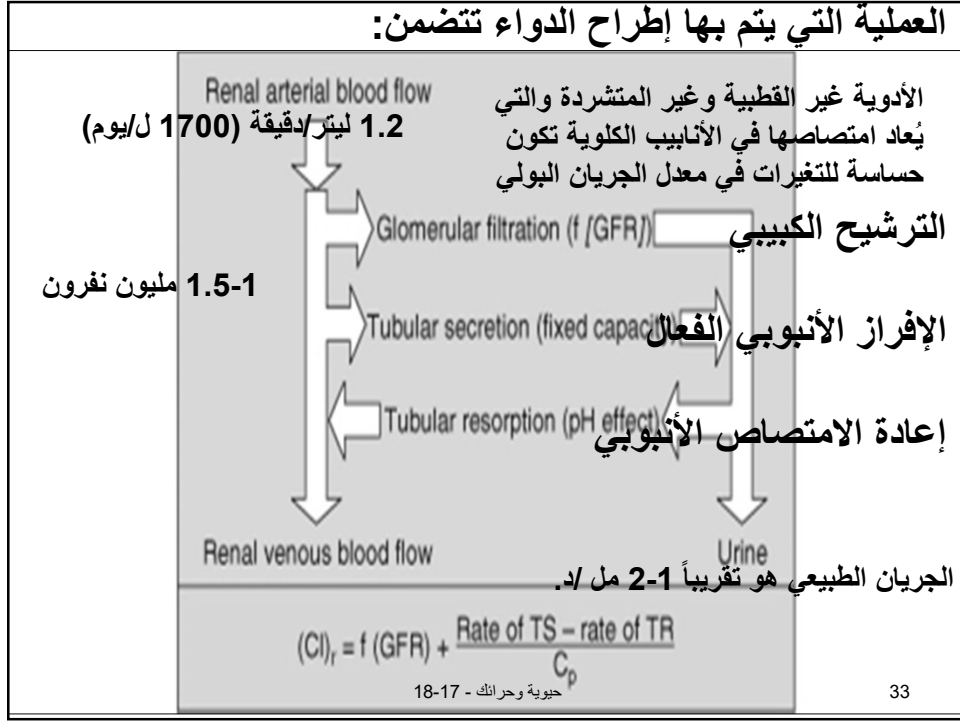 العملية التي يتم بها إطراح الدواء تتضمن:
Renal arterial blood flow
1.2 ليتر/دقيقة (1700 ل/يوم)
الأدوية غير القطبية وغير المتشردة والتي
يُعاد امتصاصها في الأنابيب الكلوية تكون
حساسة للتغيرات في معدل الجريان البولي
Glomerular filtration (f [GFR])
الترشيح الكبيبي
1.5-1 مليون نفرون
Tubular secretion (fixed capacity)
الإفراز الأنبوبي الفعال
Tubular resorption (pH effect)
إعادة الامتصاص الأنبوبي
Renal venous blood flow
Urine
الجريان الطبيعي هو تقريباً 1-2 مل /د.
(Cl)r = f (GFR) + Rate of TS – rate of TR
Cp
حيوية وحرائك - 17-18
33